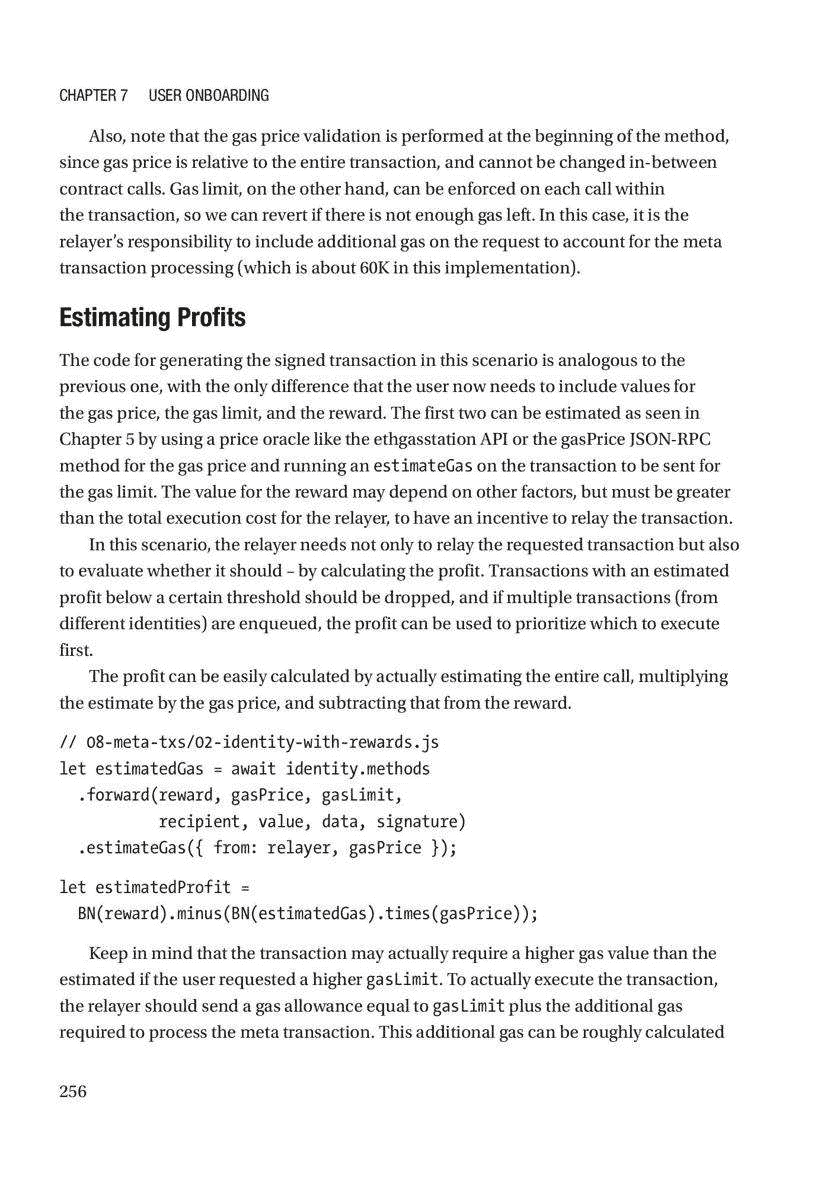 CHAPTER 7 USER ONBOARDING
Also, note that the gas price validation is performed at the beginning of the method,
since gas price is relative to the entire transaction, and cannot be changed in-between
contract calls. Gas limit, on the other hand, can be enforced on each call within
the transaction, so we can revert if there is not enough gas left. In this case, it is the
relayer’s responsibility to include additional gas on the request to account for the meta
transaction processing (which is about 60K in this implementation).
Estimating Profits
The code for generating the signed transaction in this scenario is analogous to the
previous one, with the only difference that the user now needs to include values for
the gas price, the gas limit, and the reward. The first two can be estimated as seen in
Chapter 5 by using a price oracle like the ethgasstation API or the gasPrice JSON-RPC
method for the gas price and running an estimateGas on the transaction to be sent for
the gas limit. The value for the reward may depend on other factors, but must be greater
than the total execution cost for the relayer, to have an incentive to relay the transaction.
In this scenario, the relayer needs not only to relay the requested transaction but also
to evaluate whether it should – by calculating the profit. Transactions with an estimated
profit below a certain threshold should be dropped, and if multiple transactions (from
different identities) are enqueued, the profit can be used to prioritize which to execute
first.
The profit can be easily calculated by actually estimating the entire call, multiplying
the estimate by the gas price, and subtracting that from the reward.
// 08-meta-txs/02-identity-with-rewards.js
let estimatedGas = await identity.methods
.forward(reward, gasPrice, gasLimit,
recipient, value, data, signature)
.estimateGas({ from: relayer, gasPrice });
let estimatedProfit =
BN(reward).minus(BN(estimatedGas).times(gasPrice));
Keep in mind that the transaction may actually require a higher gas value than the
estimated if the user requested a higher gasLimit. To actually execute the transaction,
the relayer should send a gas allowance equal to gasLimit plus the additional gas
required to process the meta transaction. This additional gas can be roughly calculated
256